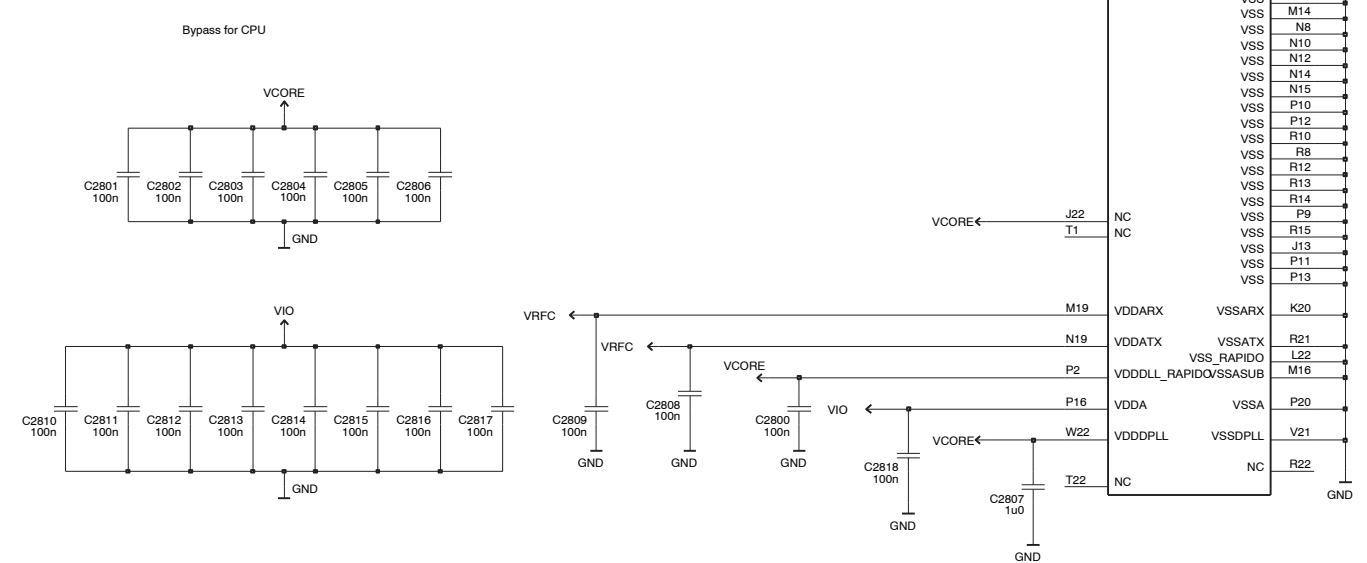 Bypass for CPU
VCORE
C2801 C2802 C2803 C2804 C2805 C2806
100n 100n 100n 100n 100n 100n
GND
VIO
C2810 C2811 C2812 C2813 C2814 C2815 C2816 C2817
100n 100n 100n 100n 100n 100n 100n 100n
GND
VSS
VSS M14
VSS N8
VSS N10
VSS N12
VSS N14
VSS N15
VSS P10
VSS P12
VSS R10
VSS R8
VSS R12
VSS R13
VSS R14
VCORE J22 NC VSS P9
T1 NC VSS R15
VSS J13
VSS P11
VSS P13
VRFC M19 VDDARX VSSARX K20
VRFC N19 VDDATX VSSATX R21
VSS_RAPIDO L22
VCORE P2 VDDDLL_RAPIDO VSSASUB M16
VIO P16 VDDA VSSA P20
VCORE W22 VDDDPLL VSSDPLL V21
NC R22
T22 NC
C2809
100n
GND
C2808
100n
GND
C2800
100n
GND
C2818
100n
GND
C2807
1u0
GND
GND